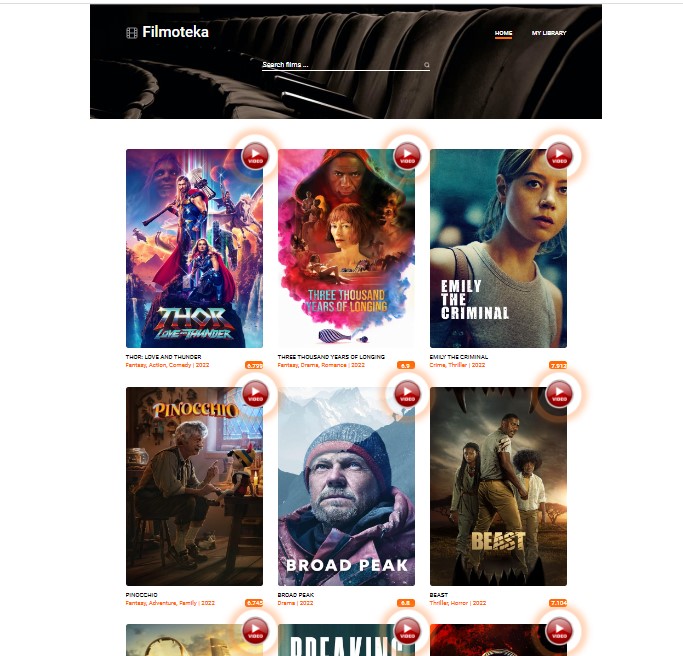 Filmoteka
HOME
MY LIBRARY
Search films ...
VIDEO
VIDEO
VIDEO
THOR
LOVE AND THUNDER
THREE THOUSAND
YEARS OF LONGING
EMILY
THE
CRIMINAL
THOR: LOVE AND THUNDER
THREE THOUSAND YEARS OF LONGING
EMILY THE CRIMINAL
Fantasy, Action, Comedy | 2022
6.799
Fantasy, Drama, Romance | 2022
6.9
Crime, Thriller | 2022
7.912
VIDEO
VIDEO
VIDEO
PINOCCHIO
BROAD PEAK
BEAST
PINOCCHIO
BROAD PEAK
BEAST
Fantasy, Adventure, Family | 2022
6.745
Drama | 2022
6.8
Thriller, Horror | 2022
7.104
VIDEO
VIDEO
VIDEO
BREAKING